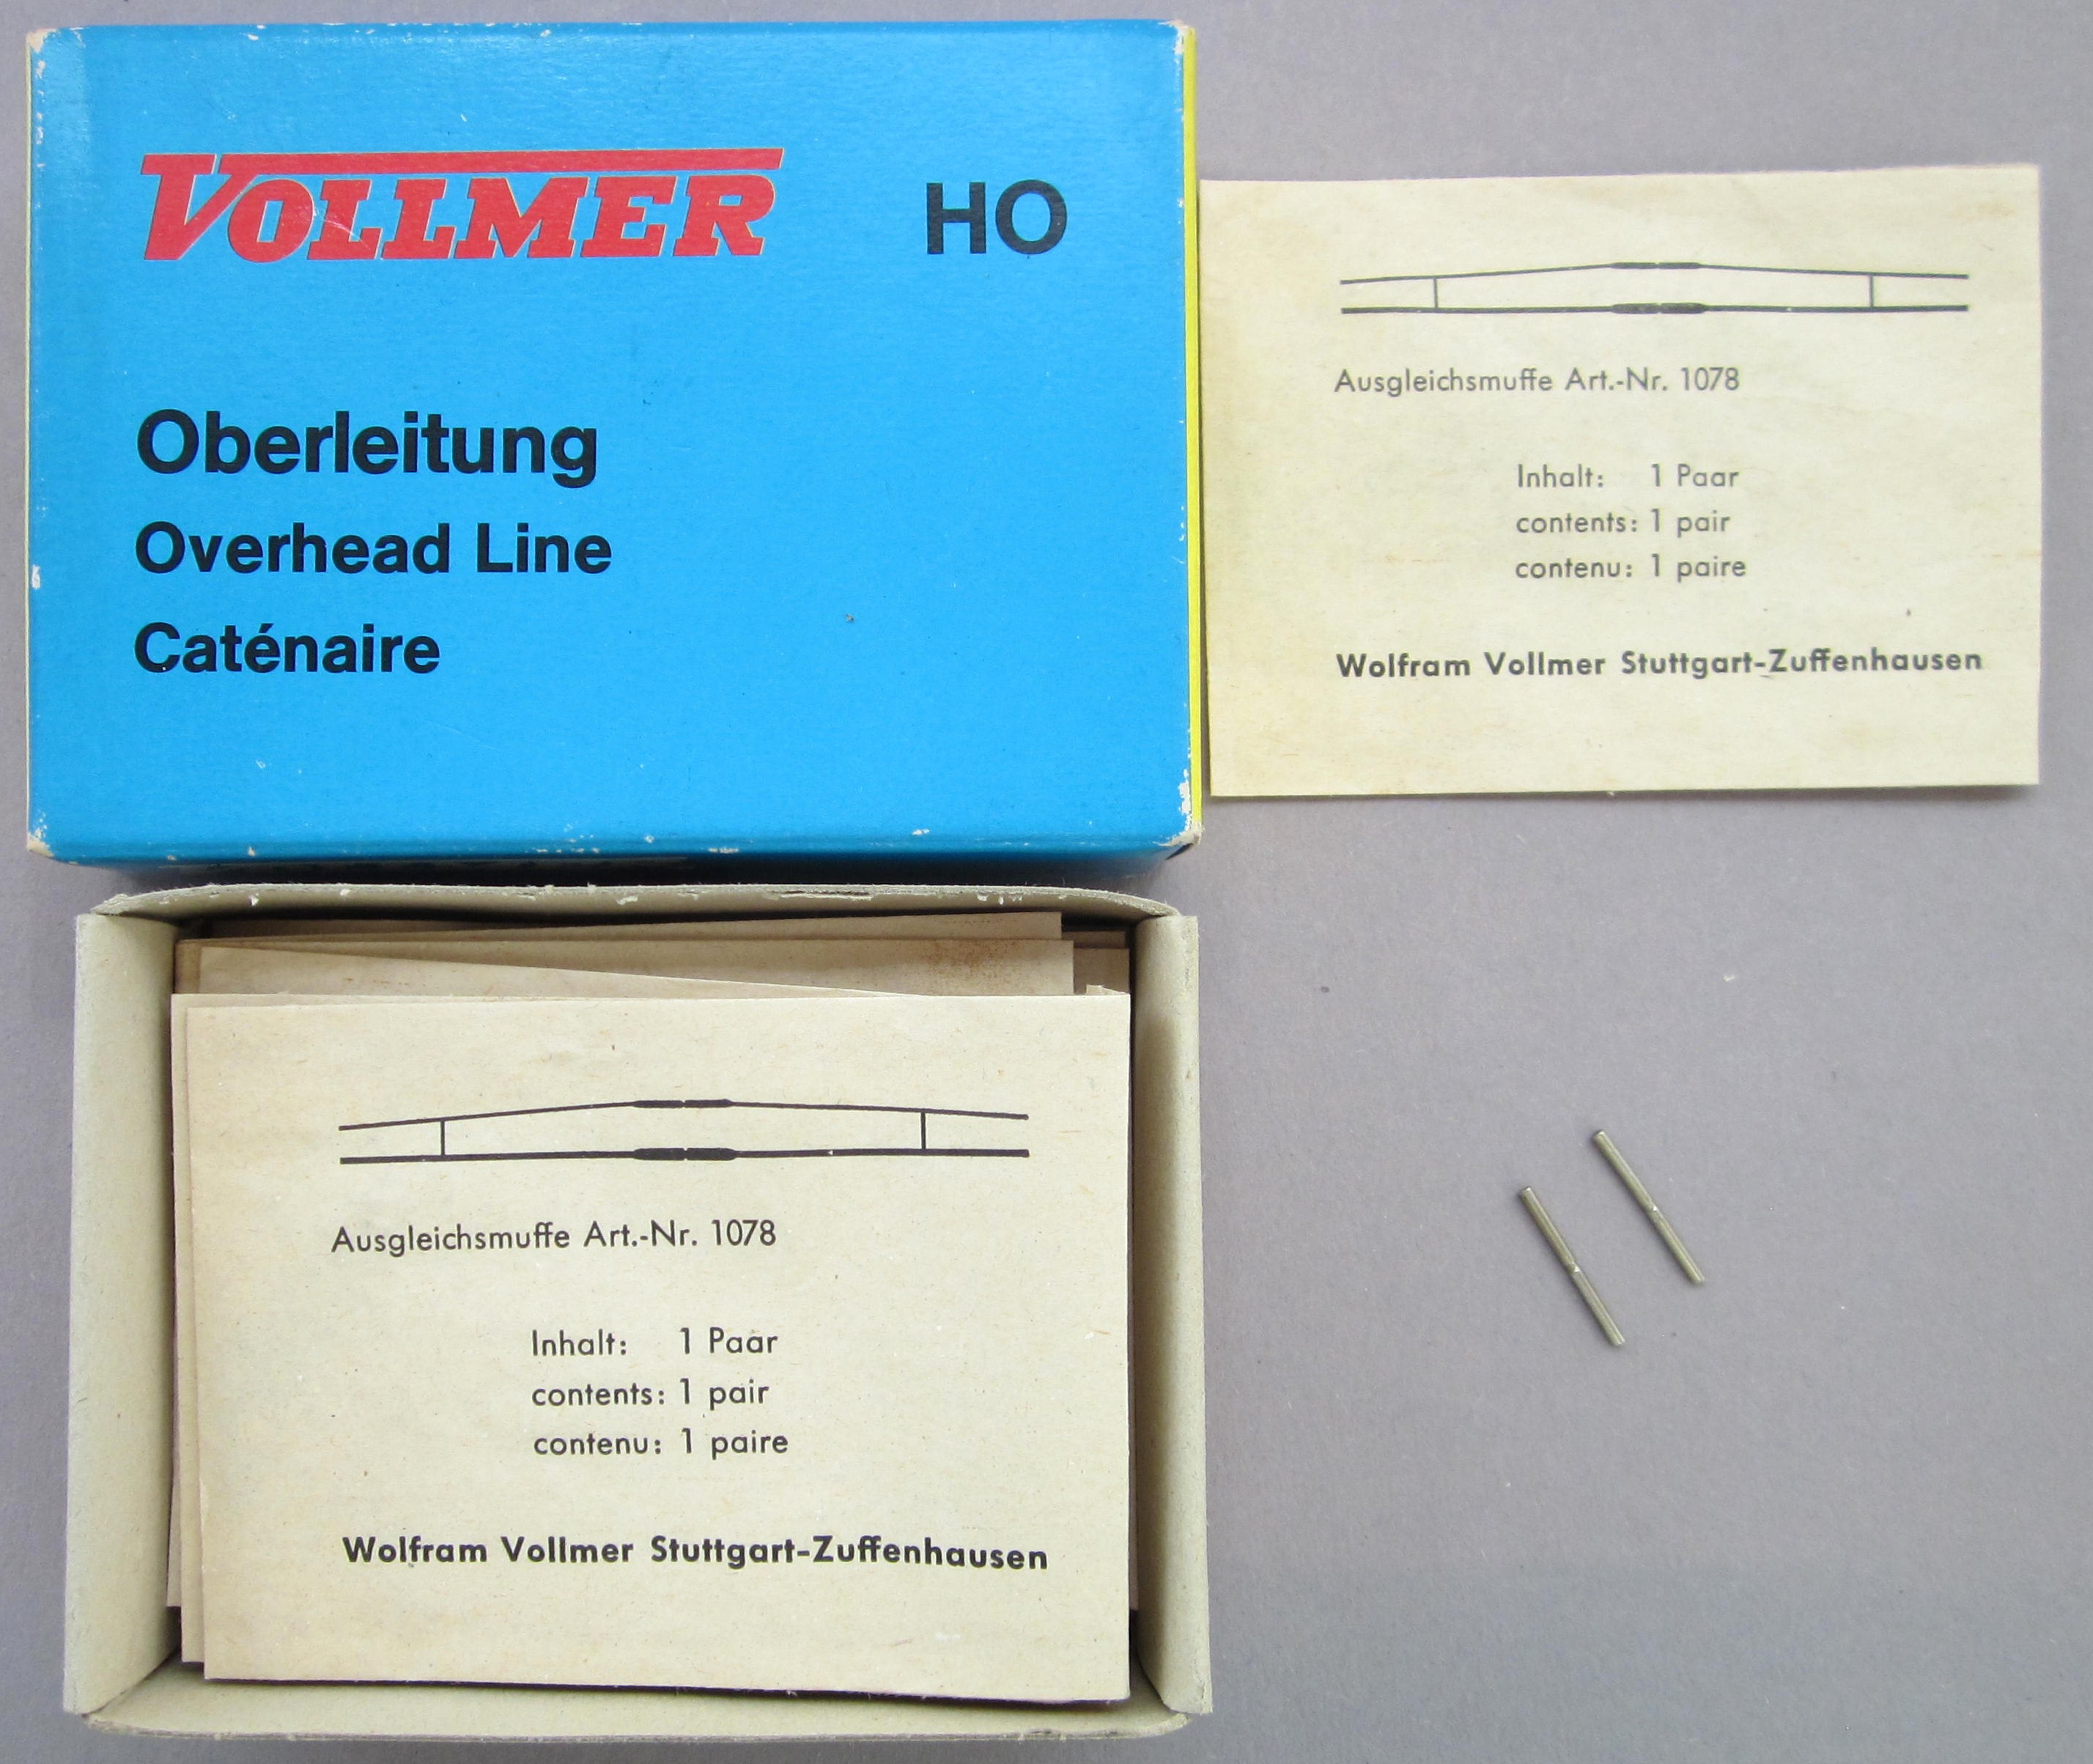 VOLLMER HO
Oberleitung
Overhead Line
Caténaire
Ausgleichsmuffe Art.-Nr. 1078
Inhalt: 1 Paar
contents: 1 pair
contenu: 1 paire
Wolfram Vollmer Stuttgart-Zuffenhausen
Ausgleichsmuffe Art.-Nr. 1078
Inhalt: 1 Paar
contents: 1 pair
contenu: 1 paire
Wolfram Vollmer Stuttgart-Zuffenhausen